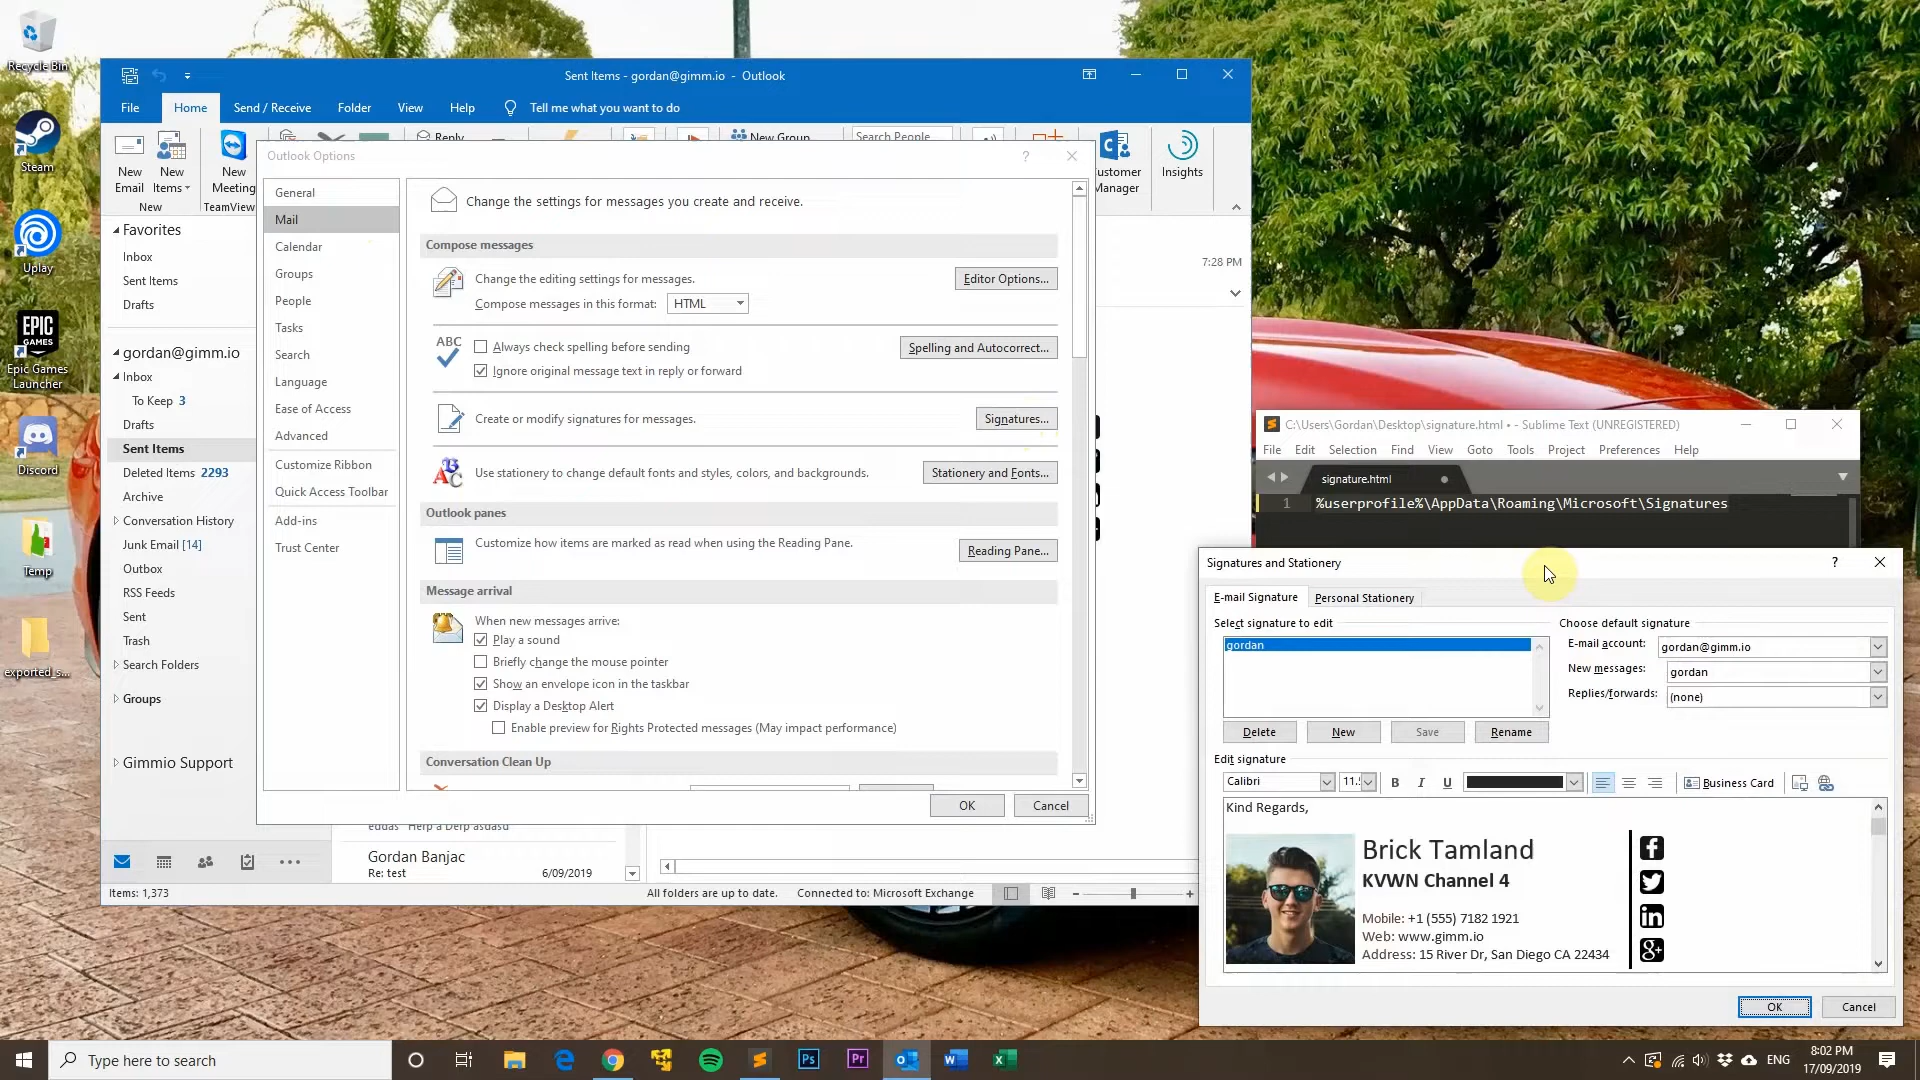 Recycle Bin
Steam
Uplay
EPIC
GAMES
Epic Games
Launcher
Discord
Temp
exported_s...
Sent Items - gordan@gimm.io - Outlook
File
Home
Send / Receive
Folder
View
Help
Tell me what you want to do
New
Email
New
Items
New
New
Meeting
TeamView
Reply
New Group
Search People
Customer
Manager
Insights
7:28 PM
Favorites
Inbox
Sent Items
Drafts
gordan@gimm.io
Inbox
To Keep 3
Drafts
Sent Items
Deleted Items 2293
Archive
Conversation History
Junk Email [14]
Outbox
RSS Feeds
Sent
Trash
Search Folders
Groups
Gimmio Support
Items: 1,373
eddas Herp a Derp asdasd
Gordan Banjac
Re: test 6/09/2019
All folders are up to date.
Connected to: Microsoft Exchange
Outlook Options
?
General
Mail
Calendar
Groups
People
Tasks
Search
Language
Ease of Access
Advanced
Customize Ribbon
Quick Access Toolbar
Add-ins
Trust Center
Change the settings for messages you create and receive.
Compose messages
Change the editing settings for messages.
Editor Options...
Compose messages in this format: HTML
ABC
Always check spelling before sending
Spelling and Autocorrect...
Ignore original message text in reply or forward
Create or modify signatures for messages.
Signatures...
Use stationery to change default fonts and styles, colors, and backgrounds.
Stationery and Fonts...
Outlook panes
Customize how items are marked as read when using the Reading Pane.
Reading Pane...
Message arrival
When new messages arrive:
Play a sound
Briefly change the mouse pointer
Show an envelope icon in the taskbar
Display a Desktop Alert
Enable preview for Rights Protected messages (May impact performance)
Conversation Clean Up
OK
Cancel
C:\Users\Gordan\Desktop\signature.html • - Sublime Text (UNREGISTERED)
File Edit Selection Find View Goto Tools Project Preferences Help
signature.html
1 %userprofile%\AppData\Roaming\Microsoft\Signatures
Signatures and Stationery
?
E-mail Signature
Personal Stationery
Select signature to edit
gordan
Delete
New
Save
Rename
Choose default signature
E-mail account: gordan@gimm.io
New messages: gordan
Replies/forwards: (none)
Edit signature
Calibri
B I U
Business Card
Kind Regards,
Brick Tamland
KVWN Channel 4
Mobile: +1 (555) 7182 1921
Web: www.gimm.io
Address: 15 River Dr, San Diego CA 22434
OK
Cancel
Type here to search
Ps
Pr
ENG
8:02 PM
17/09/2019